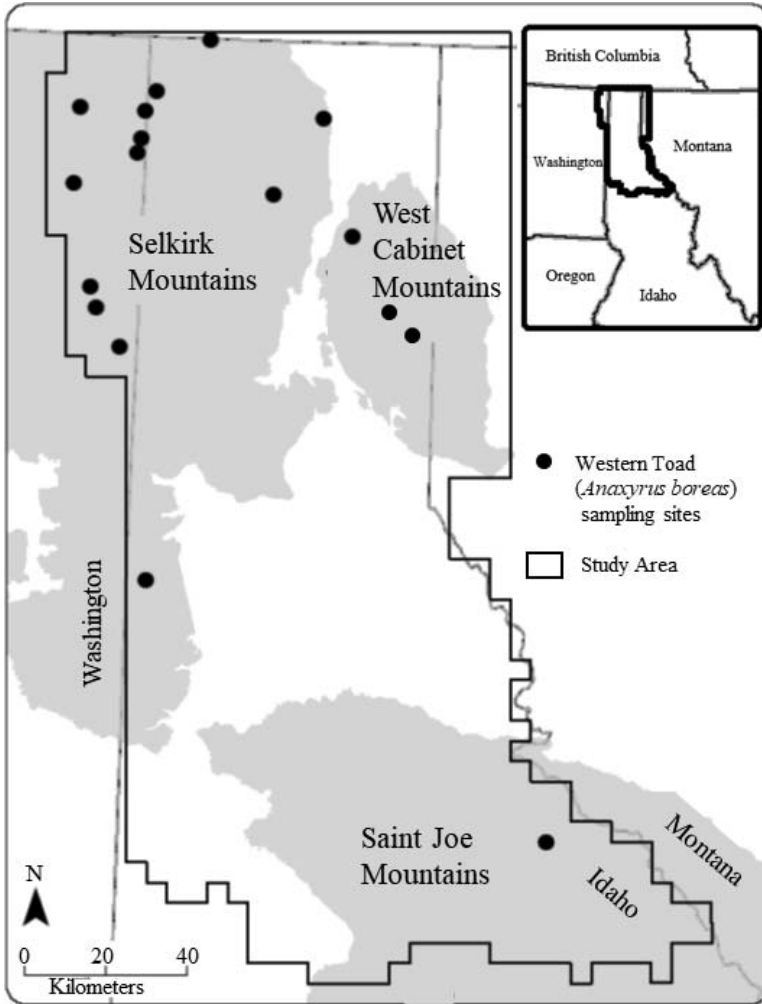 British Columbia
Washington
Montana
Oregon
Idaho
Selkirk
Mountains
West
Cabinet
Mountains
Western Toad
(Anaxyrus boreas)
sampling sites
Study Area
Washington
Saint Joe
Mountains
Idaho
Montana
N
0 20 40
Kilometers